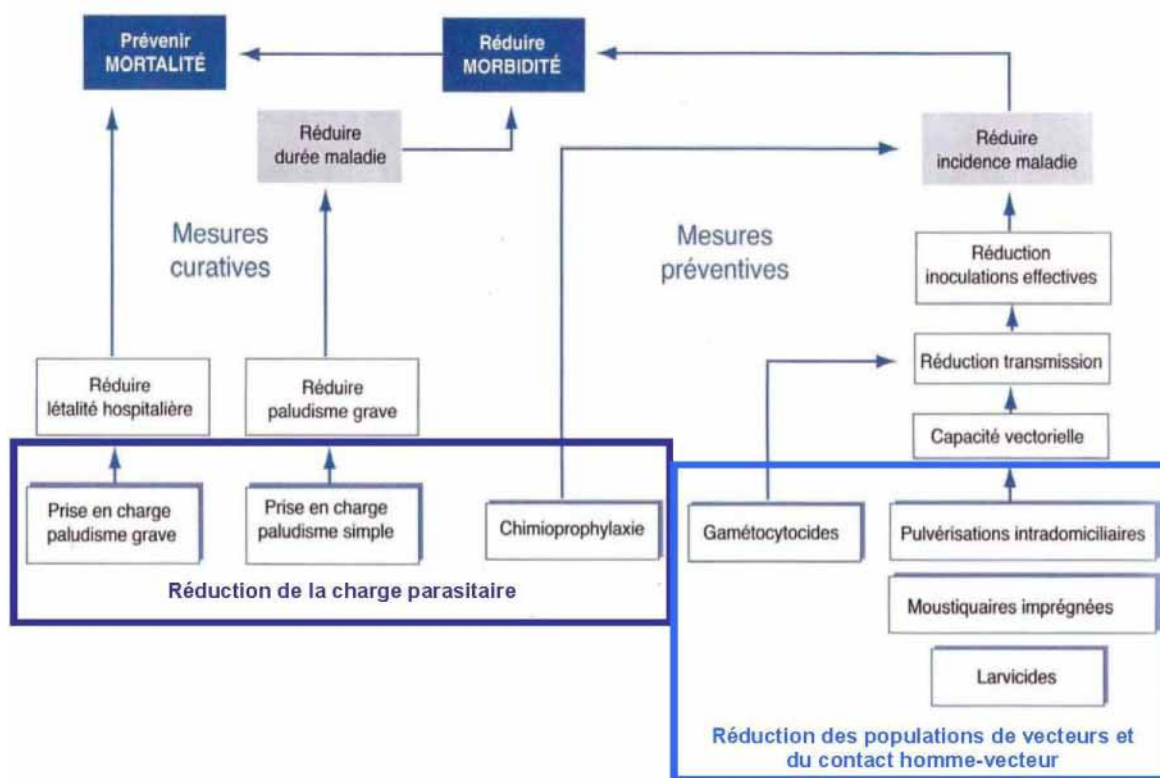 Prévenir
MORTALITÉ
Réduire
MORBIDITÉ
Réduire
durée maladie
Réduire
incidence maladie
Mesures
curatives
Mesures
préventives
Réduction
inoculations effectives
Réduire
létalité hospitalière
Réduire
paludisme grave
Réduction transmission
Capacité vectorielle
Prise en charge
paludisme grave
Prise en charge
paludisme simple
Chimioprophylaxie
Gamétocytocides
Pulvérisations intradomiciliaires
Réduction de la charge parasitaire
Moustiquaires imprégnées
Larvicides
Réduction des populations de vecteurs et
du contact homme-vecteur